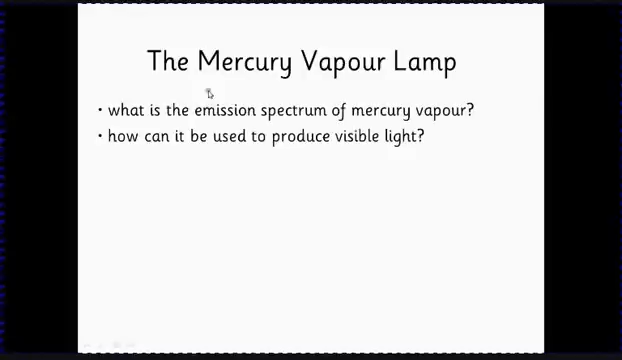 The Mercury Vapour Lamp
• what is the emission spectrum of mercury vapour?
• how can it be used to produce visible light?